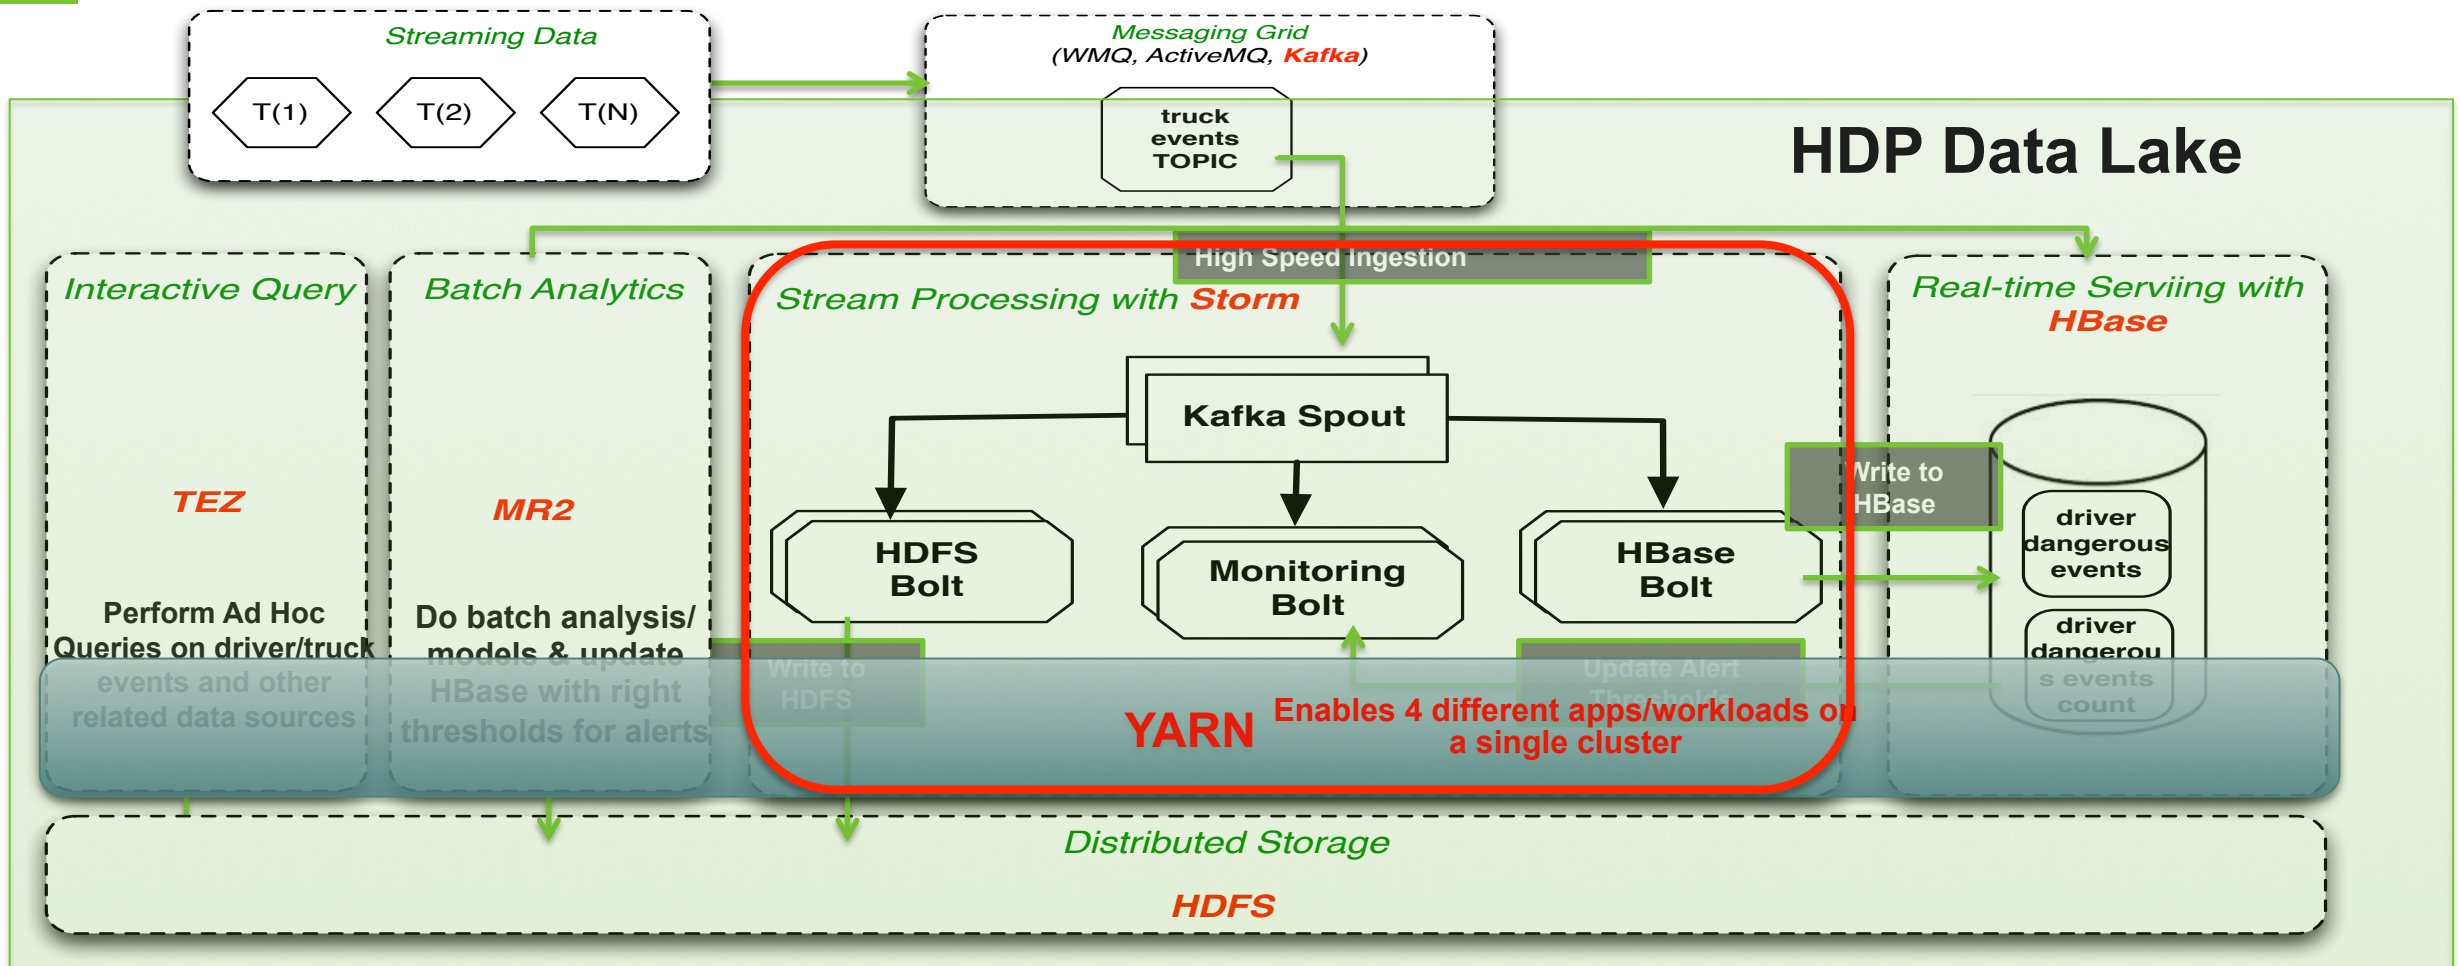 Streaming Data
T(1)
T(2)
T(N)
Messaging Grid
(WMQ, ActiveMQ, Kafka)
truck
events
TOPIC
HDP Data Lake
High Speed Ingestion
Interactive Query
TEZ
Perform Ad Hoc
Queries on driver/truck
events and other
related data sources
Batch Analytics
MR2
Do batch analysis/
models & update
HBase with right
thresholds for alerts
Stream Processing with Storm
Kafka Spout
HDFS
Bolt
Monitoring
Bolt
HBase
Bolt
Write to
HDFS
Write to
HBase
Update Alert
Thresholds
Real-time Serviing with
HBase
driver
dangerous
events
driver
dangerou
s events
count
YARN
Enables 4 different apps/workloads on
a single cluster
Distributed Storage
HDFS